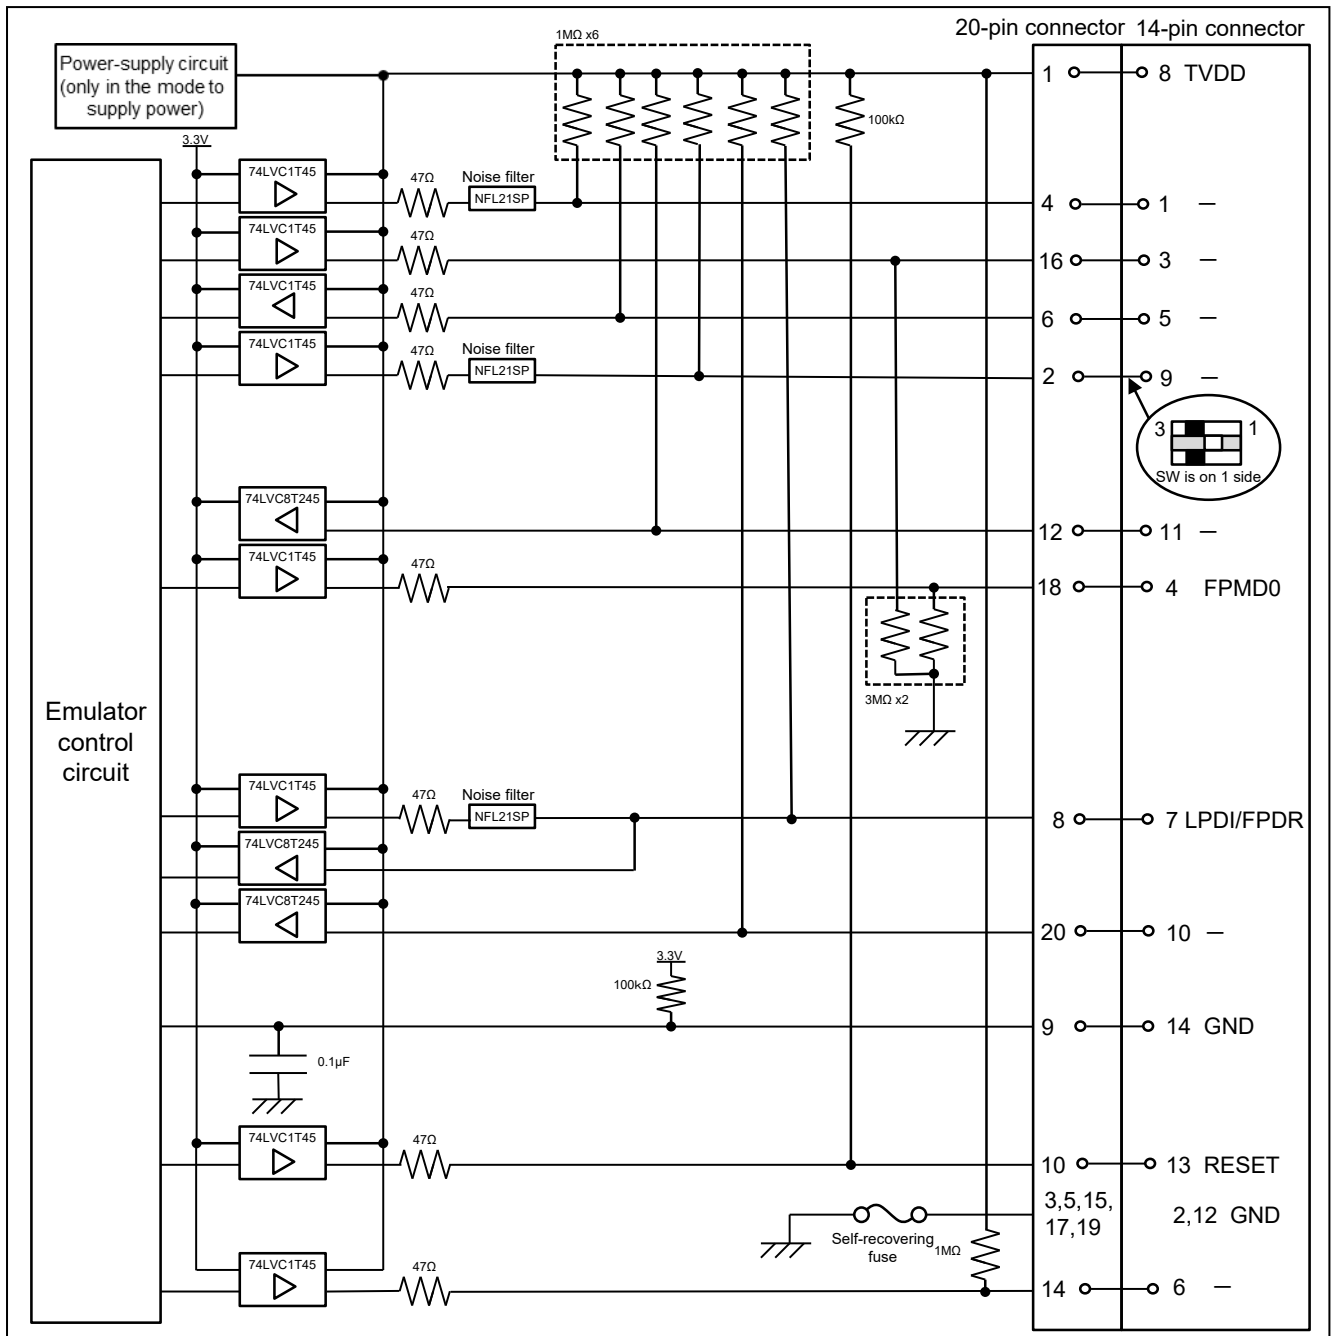 20-pin connector 14-pin connector
1MΩ x6
Power-supply circuit
(only in the mode to
supply power)
1 8 TVDD
100kΩ
3.3V
74LVC1T45
47Ω
Noise filter
NFL21SP
4 1 —
74LVC1T45
47Ω
16 3 —
74LVC1T45
47Ω
6 5 —
74LVC1T45
47Ω
Noise filter
NFL21SP
2 9 —
3 1
SW is on 1 side
74LVC8T245
12 11 —
74LVC1T45
47Ω
18 4 FPMD0
3MΩ x2
Emulator
control
circuit
74LVC1T45
47Ω
Noise filter
NFL21SP
8 7 LPDI/FPDR
74LVC8T245
74LVC8T245
20 10 —
3.3V
100kΩ
9 14 GND
0.1μF
74LVC1T45
47Ω
10 13 RESET
3,5,15,
17,19
2,12 GND
Self-recovering
fuse
1MΩ
74LVC1T45
47Ω
14 6 —